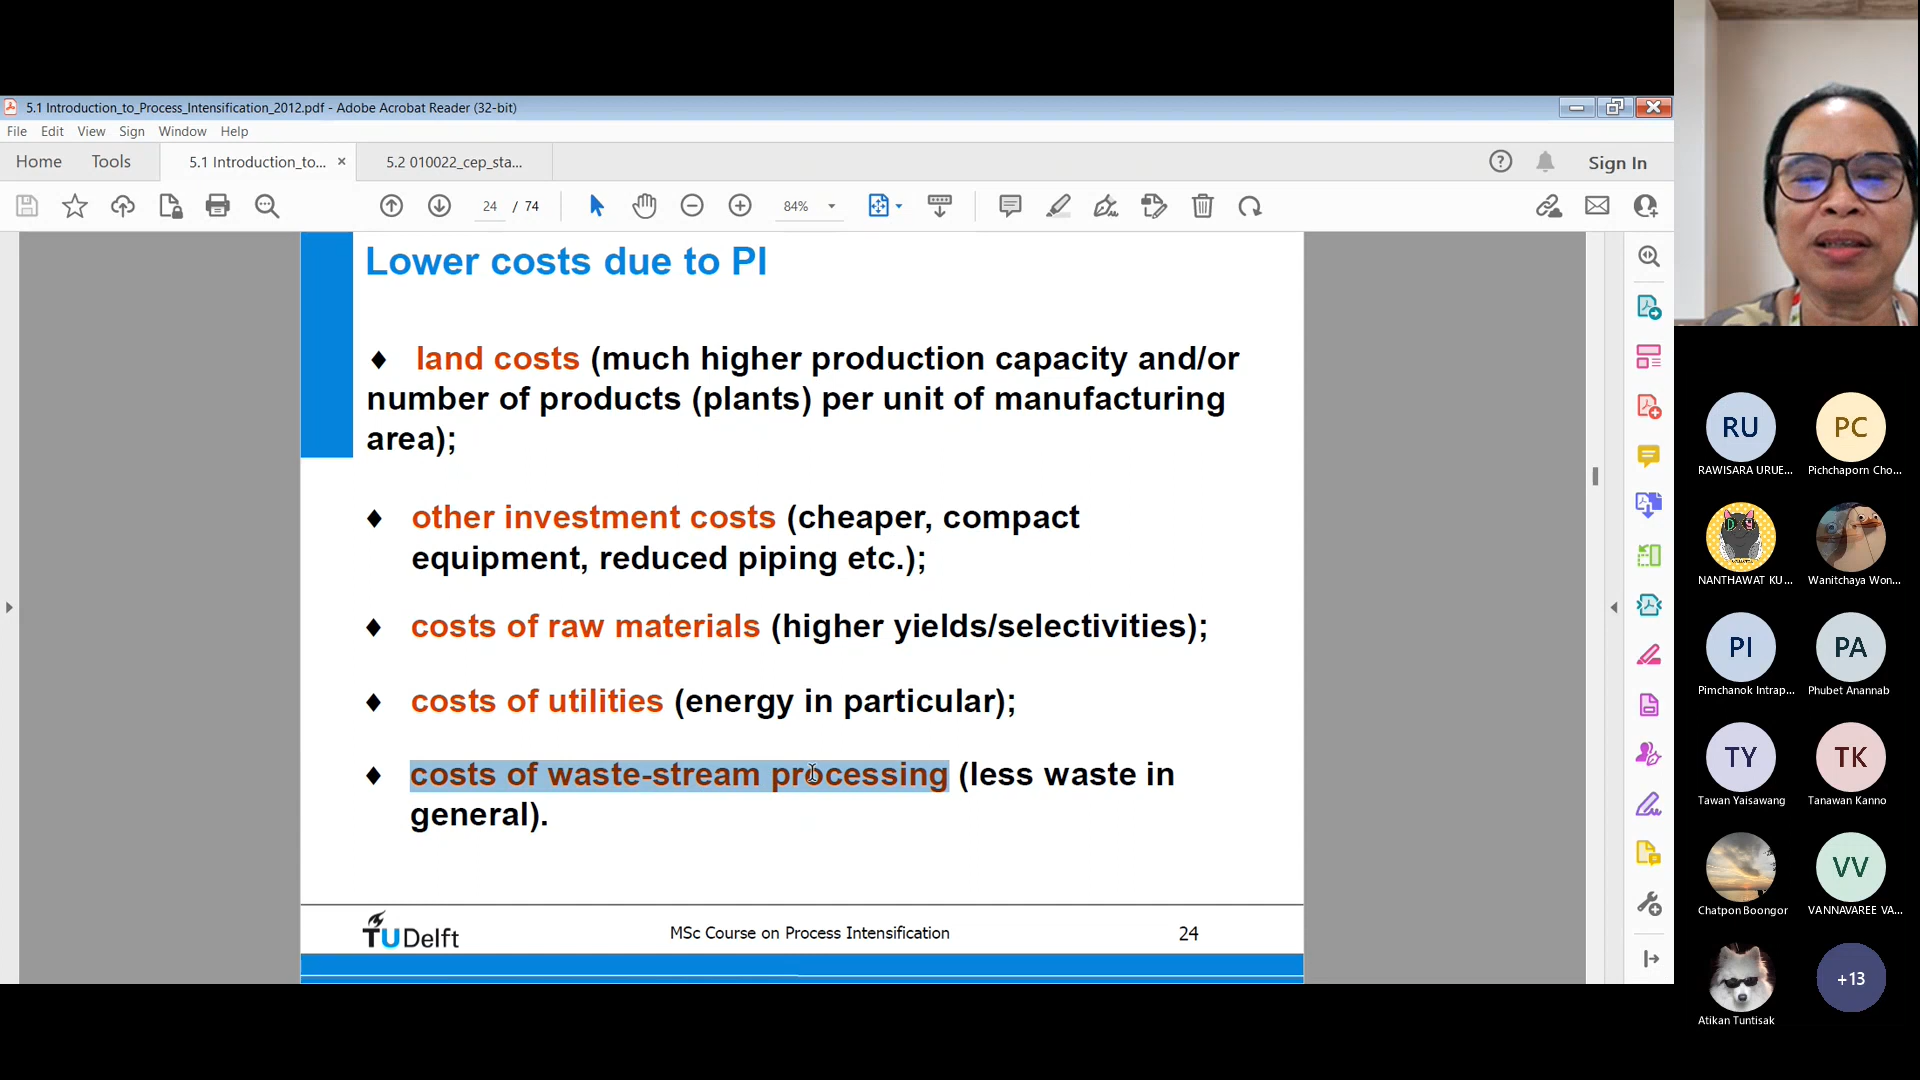 5.1 Introduction_to_Process_Intensification_2012.pdf - Adobe Acrobat Reader (32-bit)
File Edit View Sign Window Help
Home Tools 5.1 Introduction_to... × 5.2 010022_cep_sta... Sign In
24 / 74 84%
Lower costs due to PI
♦ land costs (much higher production capacity and/or
number of products (plants) per unit of manufacturing
area);
♦ other investment costs (cheaper, compact
equipment, reduced piping etc.);
♦ costs of raw materials (higher yields/selectivities);
♦ costs of utilities (energy in particular);
♦ costs of waste-stream processing (less waste in
general).
TUDelft MSc Course on Process Intensification 24
RU PC
RAWISARA URUE... Pichchaporn Cho...
NANTHAWAT KU... Wanitchaya Won...
PI PA
Pimchanok Intrap... Phubet Anannab
TY TK
Tawan Yaisawang Tanawan Kanno
VV
Chatpon Boongor VANNAVAREE VA...
+13
Atikan Tuntisak